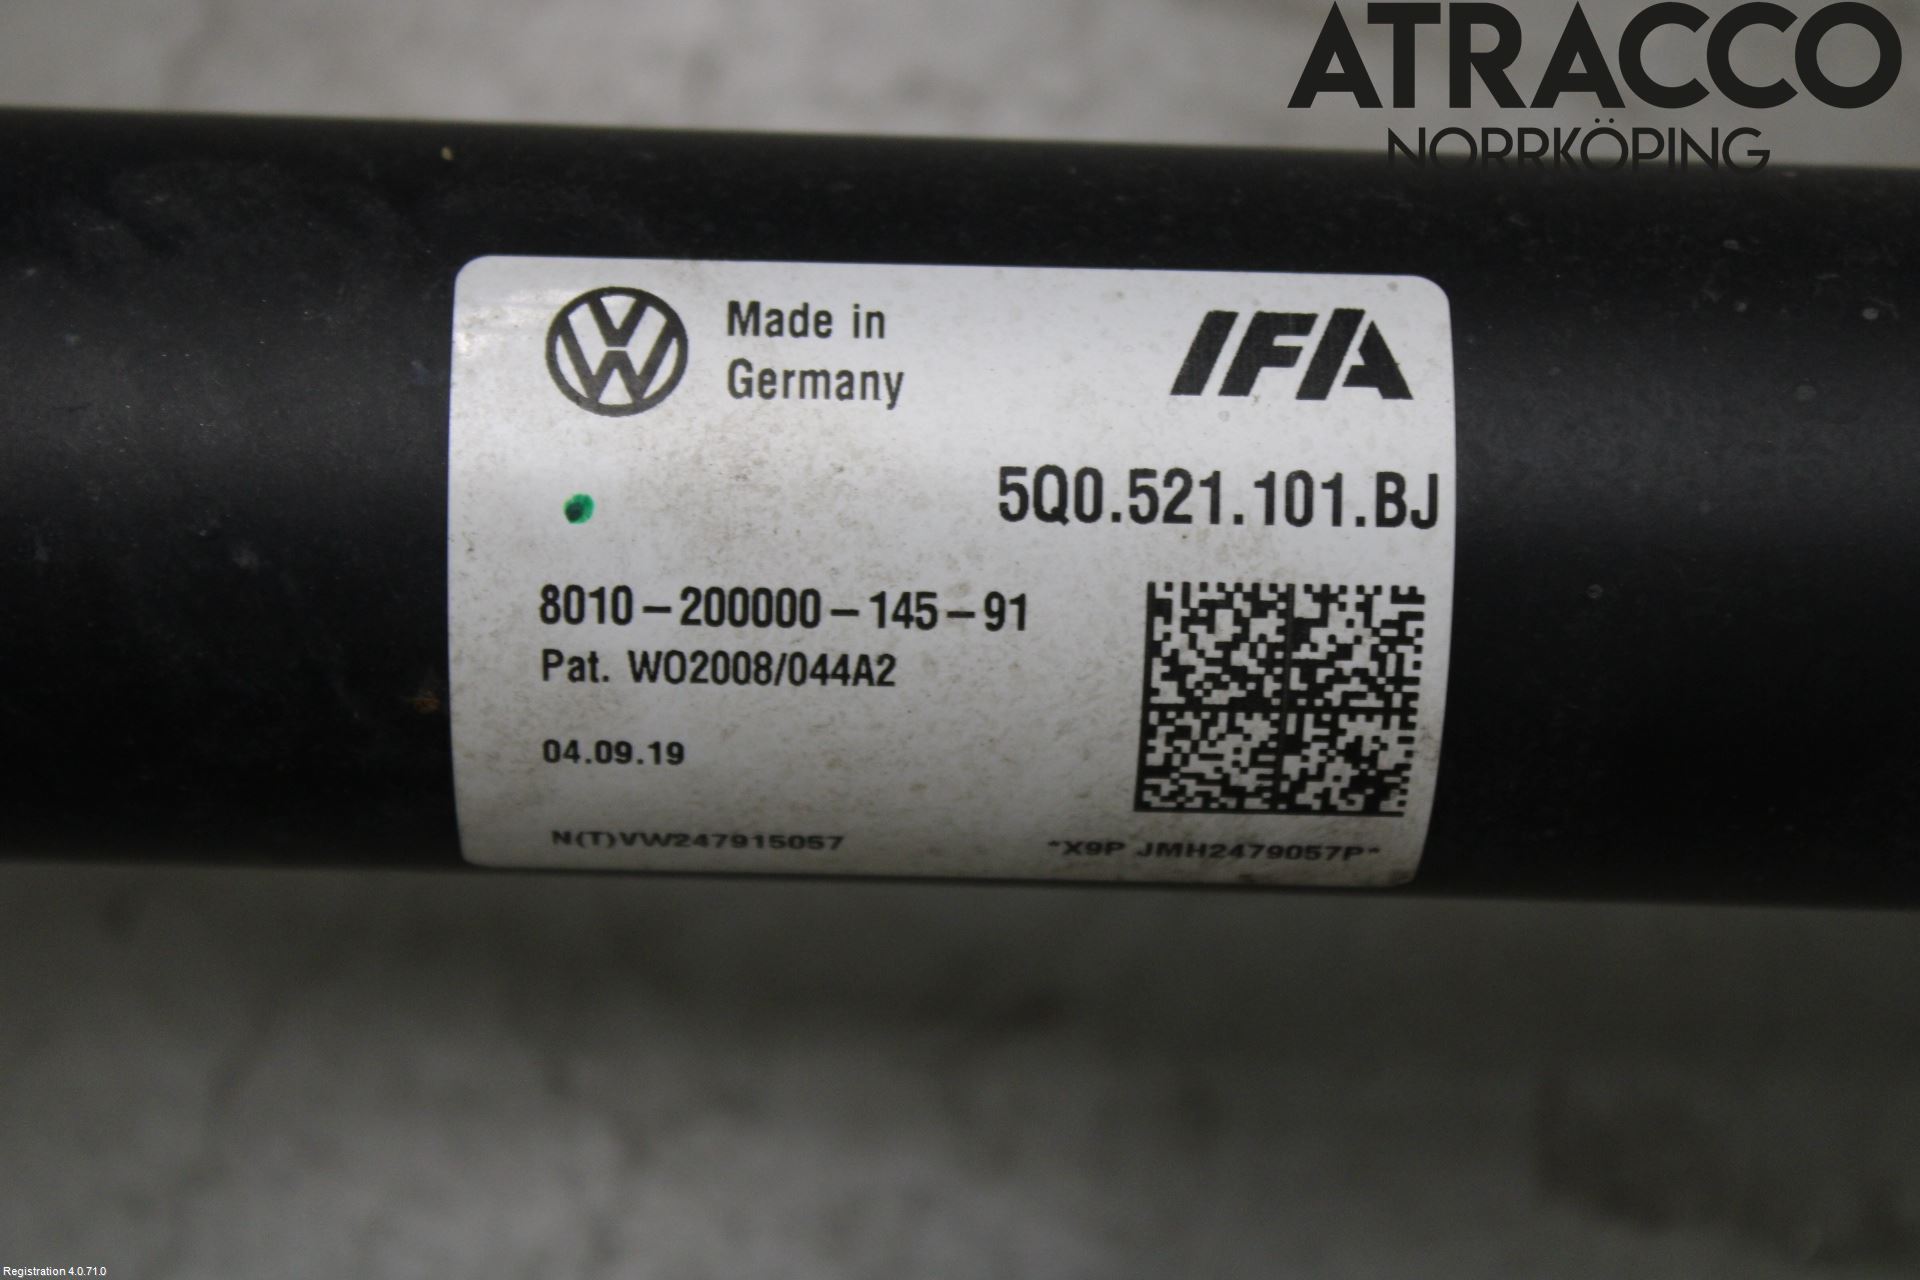 ATRACCO
NORRKÖPING
Made in
Germany
IFA
5Q0.521.101.BJ
8010-200000-145-91
Pat. WO2008/044A2
04.09.19
N(T)VW247915057
*X9P JMH2479057P*
Registration 4.0.71.0